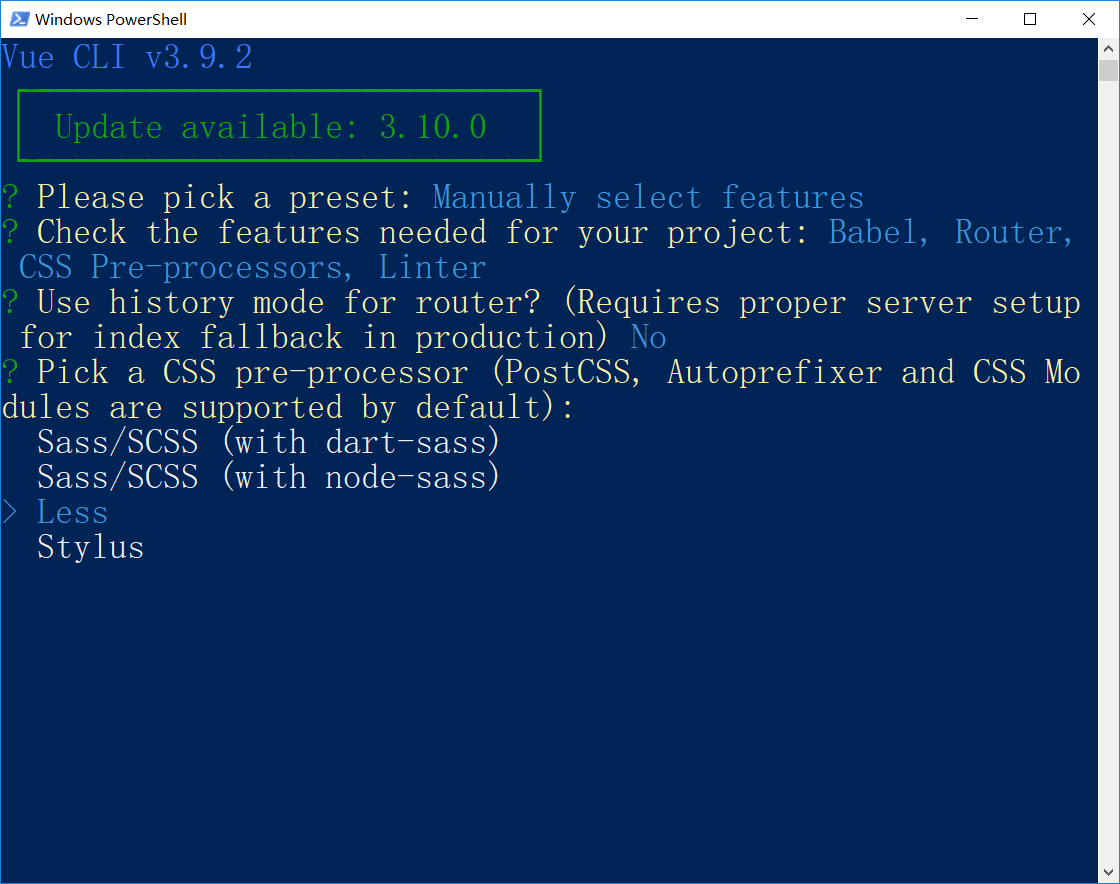 Windows PowerShell
Vue CLI v3.9.2
Update available: 3.10.0
? Please pick a preset: Manually select features
? Check the features needed for your project: Babel, Router,
CSS Pre-processors, Linter
? Use history mode for router? (Requires proper server setup
for index fallback in production) No
? Pick a CSS pre-processor (PostCSS, Autoprefixer and CSS Mo
dules are supported by default):
Sass/SCSS (with dart-sass)
Sass/SCSS (with node-sass)
> Less
Stylus